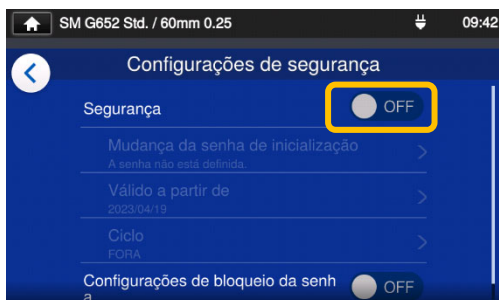 SM G652 Std. / 60mm 0.25 09:42
Configurações de segurança
Segurança OFF
Mudança da senha de inicialização
A senha não está definida.
Válido a partir de
2023/04/19
Ciclo
FORA
Configurações de bloqueio da senh OFF
a